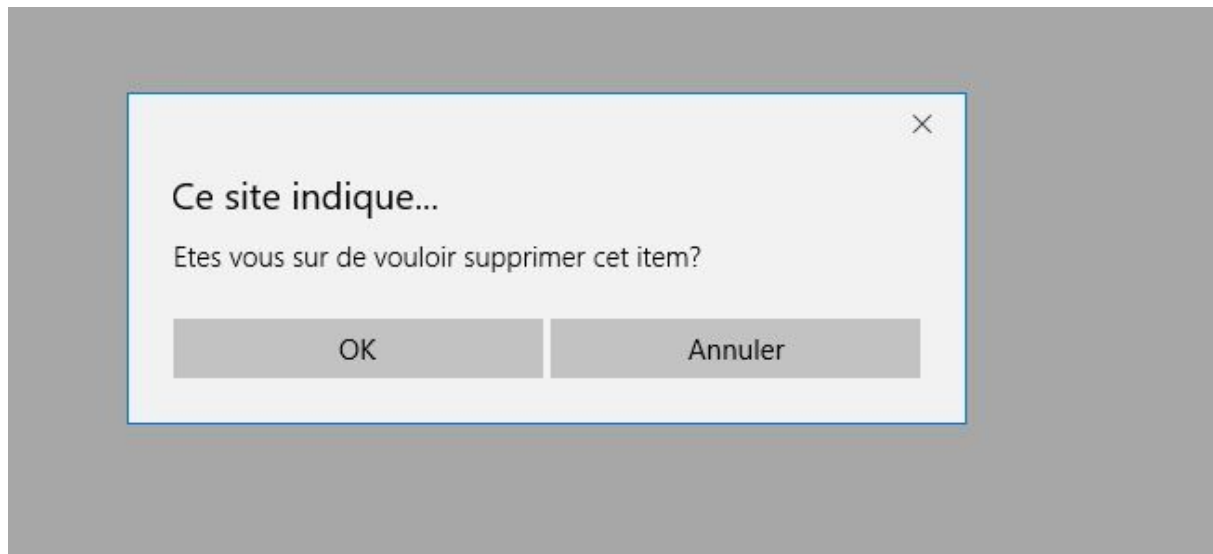 Ce site indique...
Etes vous sur de vouloir supprimer cet item?
OK
Annuler